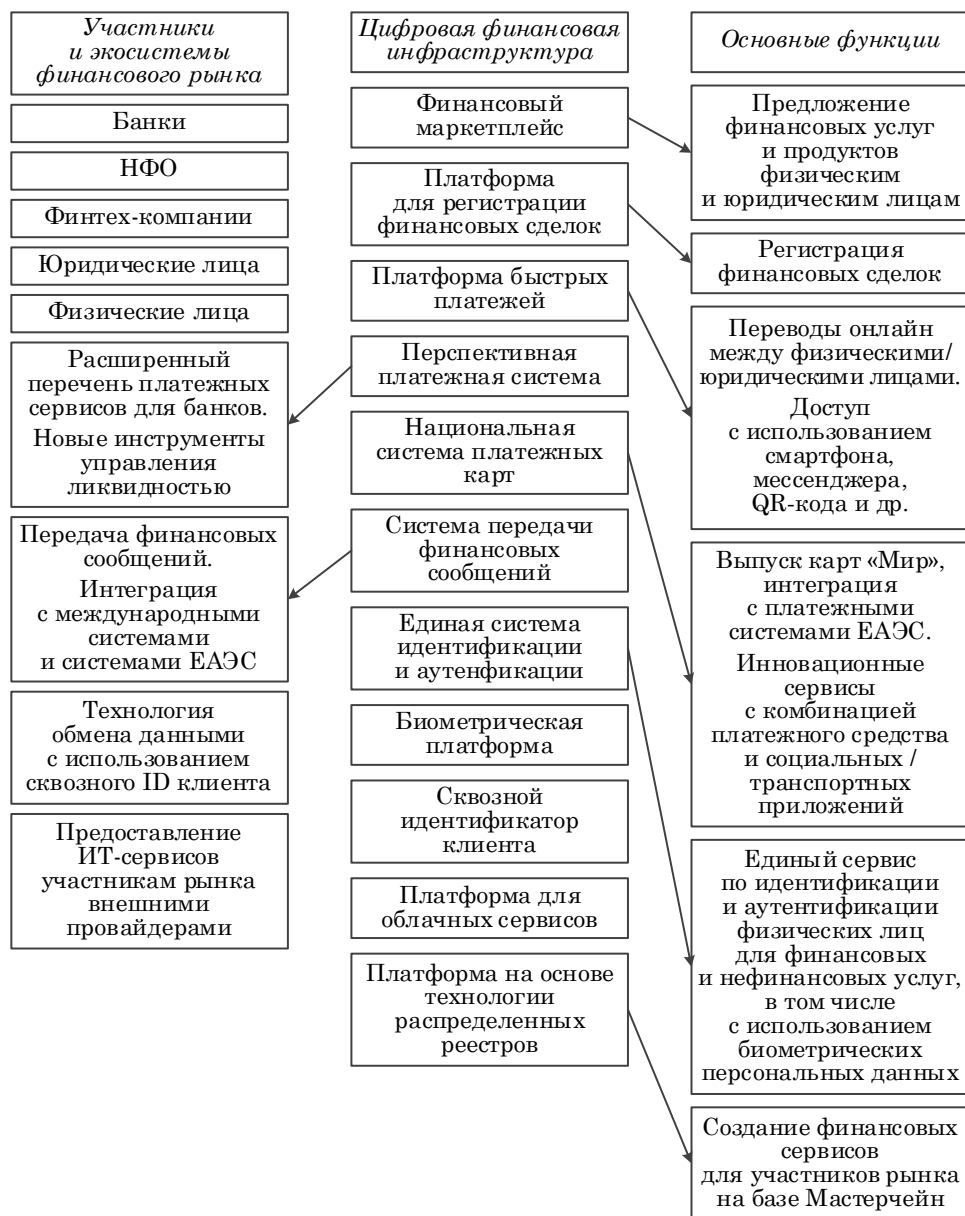 Участники
и экосистемы
финансового рынка
Банки
НФО
Финтех-компании
Юридические лица
Физические лица
Расширенный
перечень платежных
сервисов для банков.
Новые инструменты
управления
ликвидностью
Передача финансовых
сообщений.
Интеграция
с международными
системами
и системами ЕАЭС
Технология
обмена данными
с использованием
сквозного ID клиента
Предоставление
ИТ-сервисов
участникам рынка
внешними
провайдерами
Цифровая финансовая
инфраструктура
Финансовый
маркетплейс
Платформа
для регистрации
финансовых сделок
Платформа быстрых
платежей
Перспективная
платежная система
Национальная
система платежных
карт
Система передачи
финансовых
сообщений
Единая система
идентификации
и аутенфикации
Биометрическая
платформа
Сквозной
идентификатор
клиента
Платформа для
облачных сервисов
Платформа на основе
технологии
распределенных
реестров
Основные функции
Предложение
финансовых услуг
и продуктов
физическим
и юридическим лицам
Регистрация
финансовых сделок
Переводы онлайн
между физическими/
юридическими лицами.
Доступ
с использованием
смартфона,
мессенджера,
QR-кода и др.
Выпуск карт «Мир»,
интеграция
с платежными
системами ЕАЭС.
Инновационные
сервисы
с комбинацией
платежного средства
и социальных /
транспортных
приложений
Единый сервис
по идентификации
и аутентификации
физических лиц
для финансовых
и нефинансовых услуг,
в том числе
с использованием
биометрических
персональных данных
Создание финансовых
сервисов
для участников рынка
на базе Мастерчейн